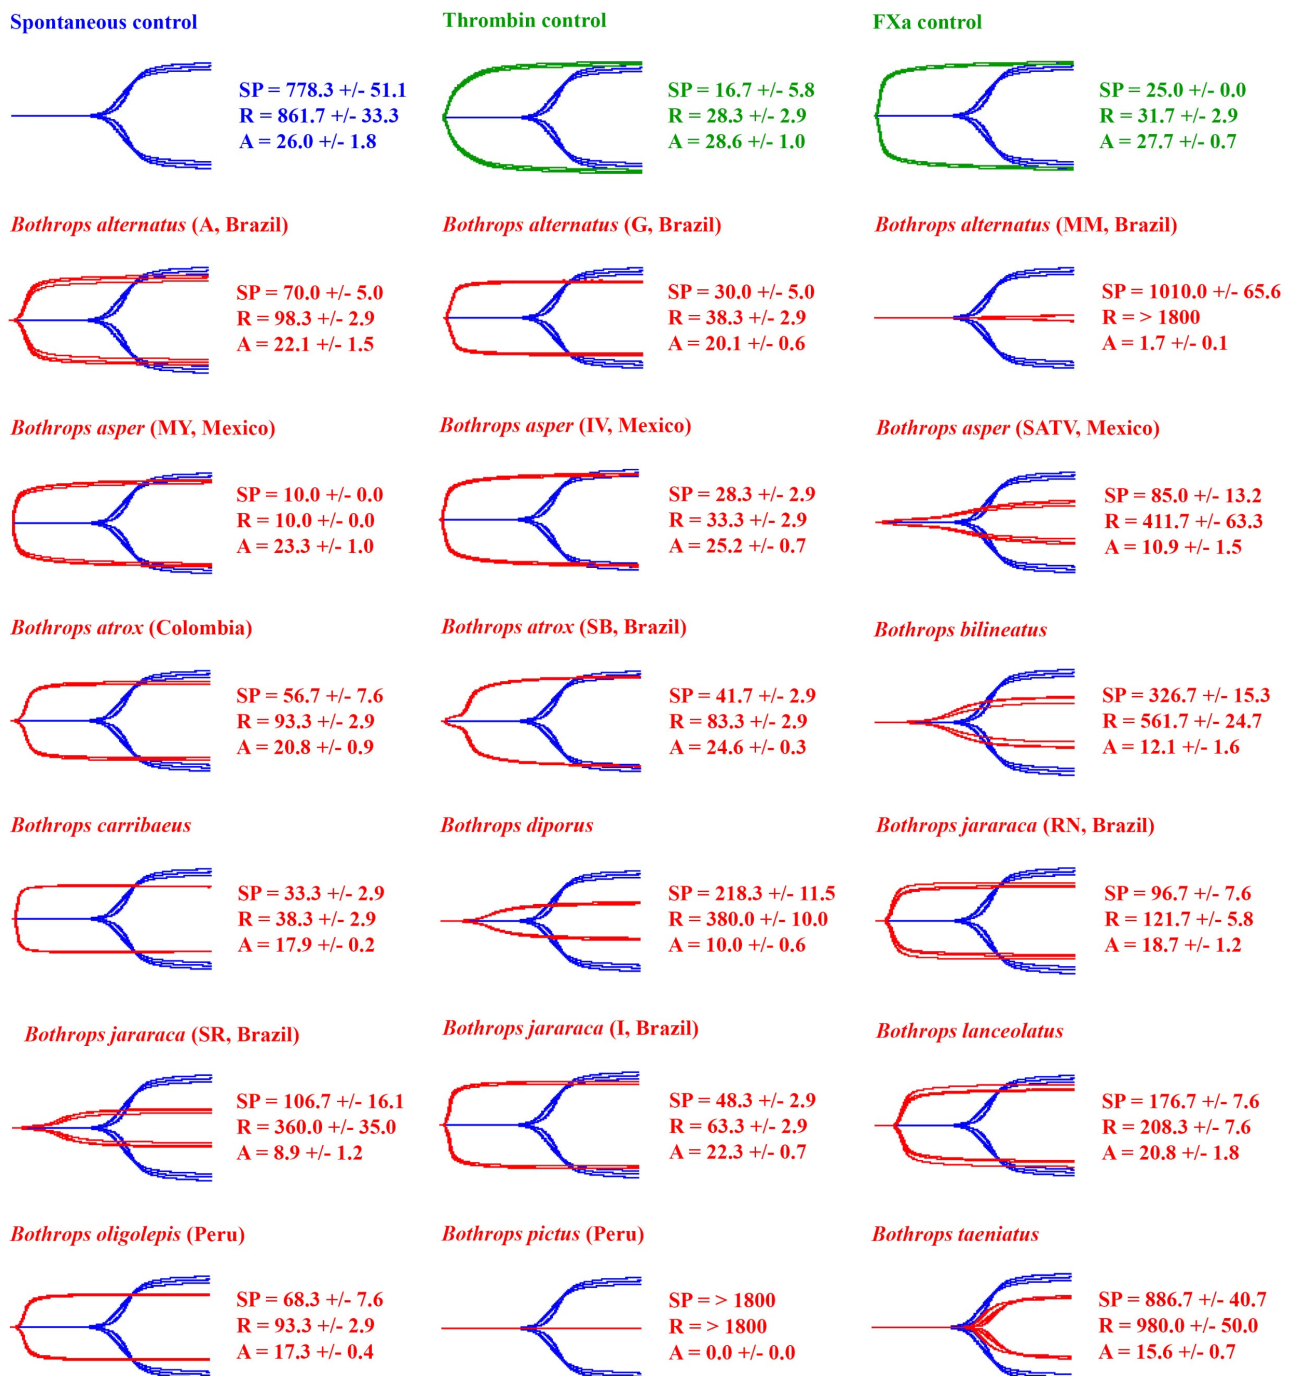 Spontaneous control
SP = 778.3 +/- 51.1
R = 861.7 +/- 33.3
A = 26.0 +/- 1.8
Thrombin control
SP = 16.7 +/- 5.8
R = 28.3 +/- 2.9
A = 28.6 +/- 1.0
FXa control
SP = 25.0 +/- 0.0
R = 31.7 +/- 2.9
A = 27.7 +/- 0.7
Bothrops alternatus (A, Brazil)
SP = 70.0 +/- 5.0
R = 98.3 +/- 2.9
A = 22.1 +/- 1.5
Bothrops alternatus (G, Brazil)
SP = 30.0 +/- 5.0
R = 38.3 +/- 2.9
A = 20.1 +/- 0.6
Bothrops alternatus (MM, Brazil)
SP = 1010.0 +/- 65.6
R = > 1800
A = 1.7 +/- 0.1
Bothrops asper (MY, Mexico)
SP = 10.0 +/- 0.0
R = 10.0 +/- 0.0
A = 23.3 +/- 1.0
Bothrops asper (IV, Mexico)
SP = 28.3 +/- 2.9
R = 33.3 +/- 2.9
A = 25.2 +/- 0.7
Bothrops asper (SATV, Mexico)
SP = 85.0 +/- 13.2
R = 411.7 +/- 63.3
A = 10.9 +/- 1.5
Bothrops atrox (Colombia)
SP = 56.7 +/- 7.6
R = 93.3 +/- 2.9
A = 20.8 +/- 0.9
Bothrops atrox (SB, Brazil)
SP = 41.7 +/- 2.9
R = 83.3 +/- 2.9
A = 24.6 +/- 0.3
Bothrops bilineatus
SP = 326.7 +/- 15.3
R = 561.7 +/- 24.7
A = 12.1 +/- 1.6
Bothrops carribaeus
SP = 33.3 +/- 2.9
R = 38.3 +/- 2.9
A = 17.9 +/- 0.2
Bothrops diporus
SP = 218.3 +/- 11.5
R = 380.0 +/- 10.0
A = 10.0 +/- 0.6
Bothrops jararaca (RN, Brazil)
SP = 96.7 +/- 7.6
R = 121.7 +/- 5.8
A = 18.7 +/- 1.2
Bothrops jararaca (SR, Brazil)
SP = 106.7 +/- 16.1
R = 360.0 +/- 35.0
A = 8.9 +/- 1.2
Bothrops jararaca (I, Brazil)
SP = 48.3 +/- 2.9
R = 63.3 +/- 2.9
A = 22.3 +/- 0.7
Bothrops lanceolatus
SP = 176.7 +/- 7.6
R = 208.3 +/- 7.6
A = 20.8 +/- 1.8
Bothrops oligolepis (Peru)
SP = 68.3 +/- 7.6
R = 93.3 +/- 2.9
A = 17.3 +/- 0.4
Bothrops pictus (Peru)
SP = > 1800
R = > 1800
A = 0.0 +/- 0.0
Bothrops taeniatus
SP = 886.7 +/- 40.7
R = 980.0 +/- 50.0
A = 15.6 +/- 0.7